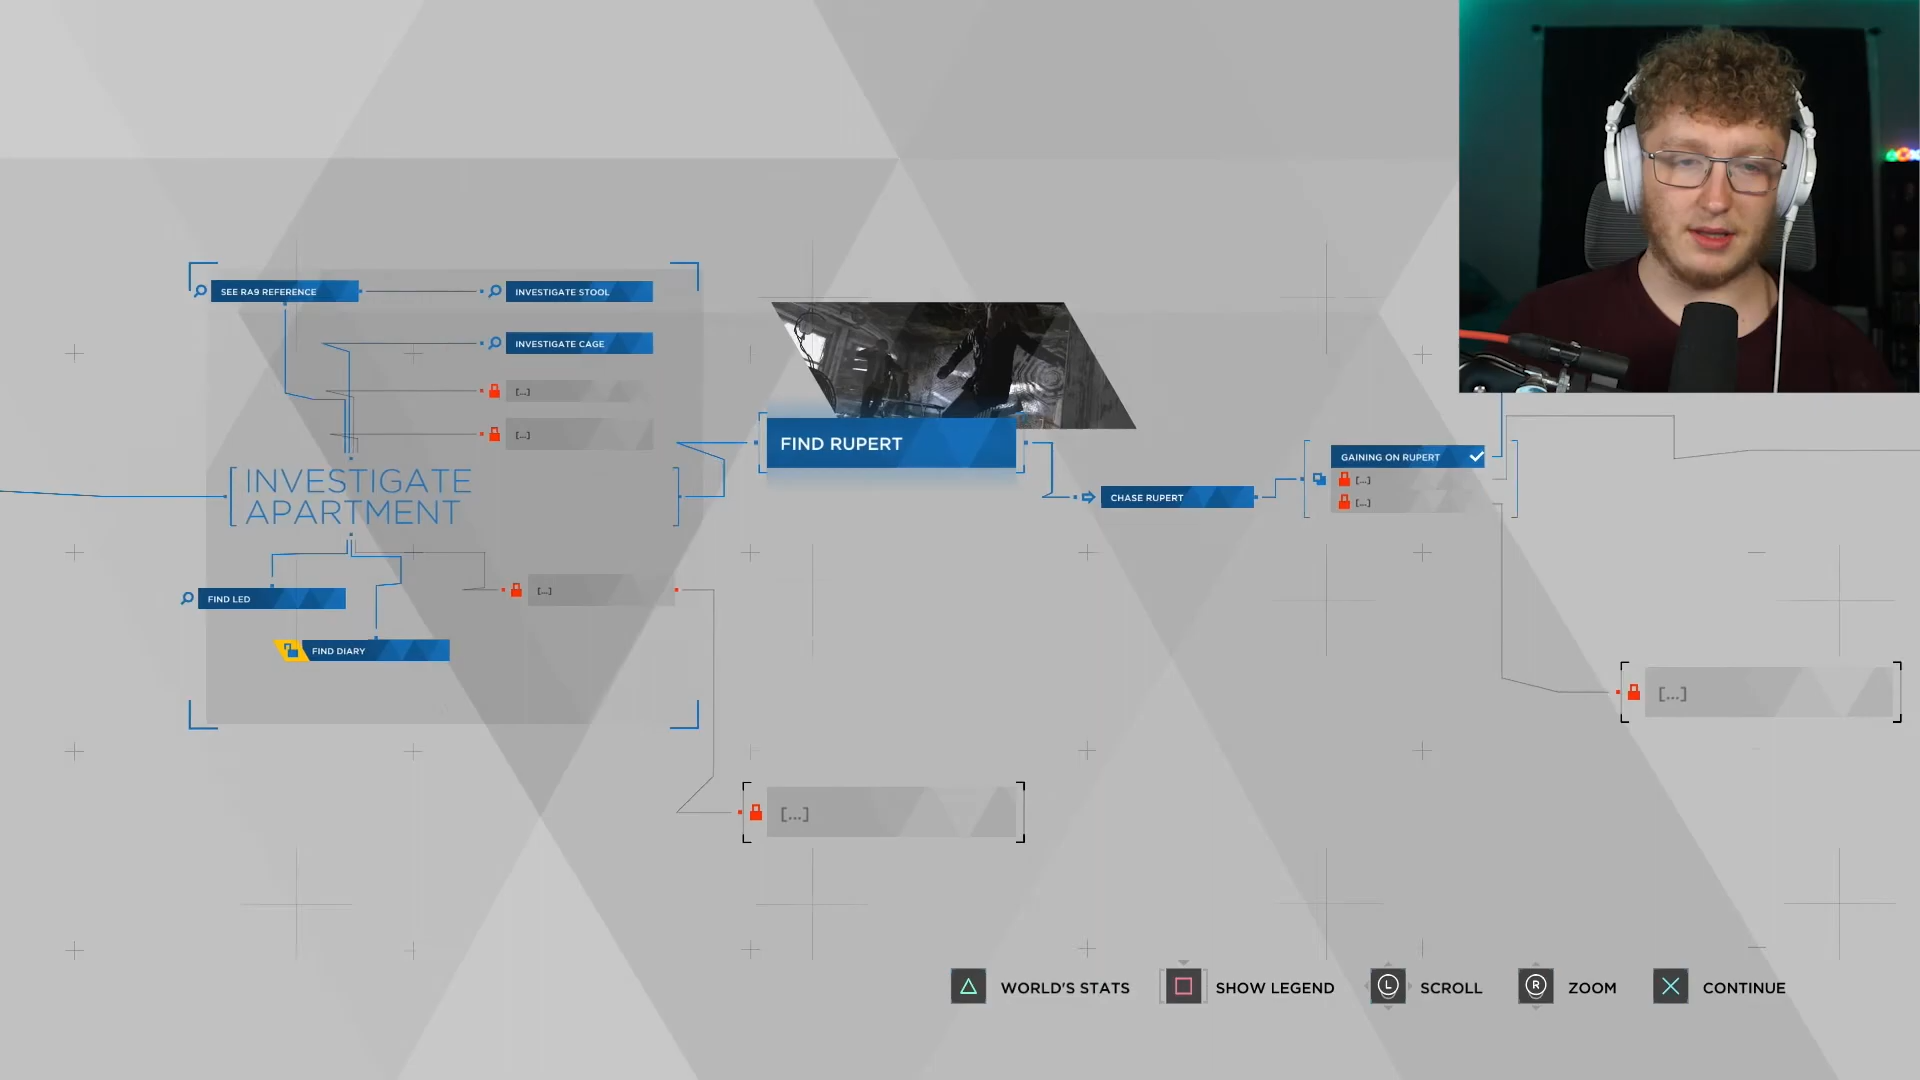 SEE RA9 REFERENCE
INVESTIGATE STOOL
INVESTIGATE CAGE
[...]
[...]
INVESTIGATE
APARTMENT
FIND LED
FIND DIARY
[...]
FIND RUPERT
[...]
CHASE RUPERT
GAINING ON RUPERT
[...]
[...]
[...]
WORLD'S STATS
SHOW LEGEND
L
SCROLL
R
ZOOM
CONTINUE